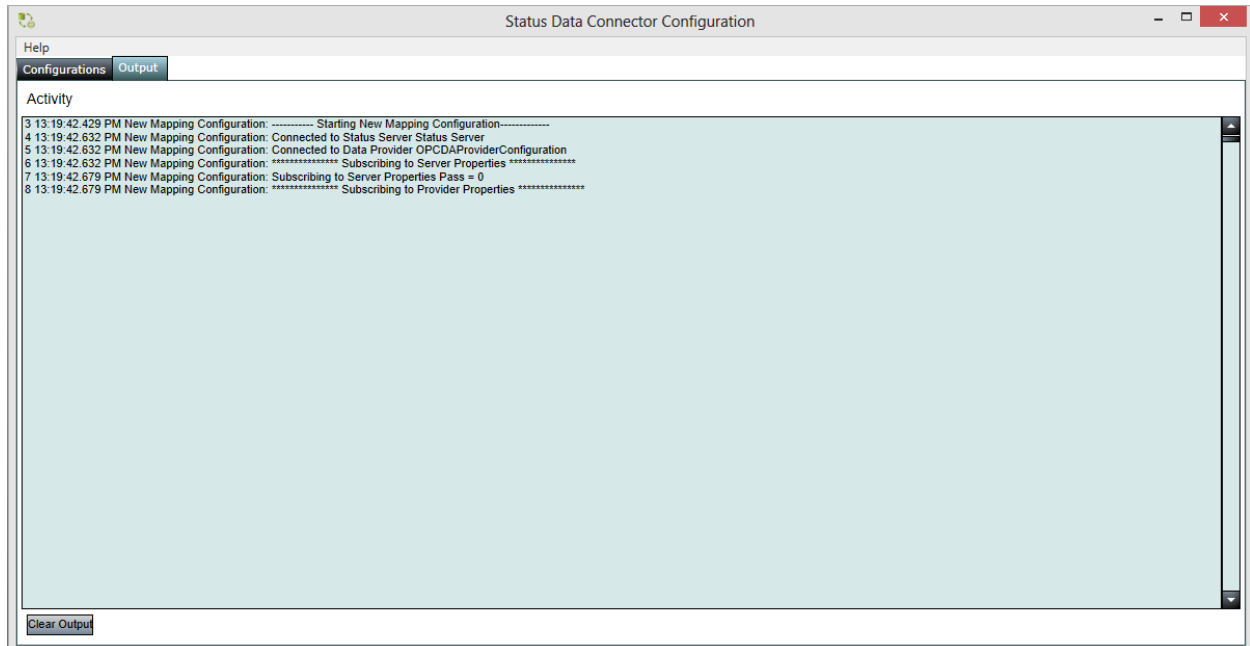 Status Data Connector Configuration
Help
Configurations Output
Activity
3 13:19:42.429 PM New Mapping Configuration: ----------- Starting New Mapping Configuration-------------
4 13:19:42.632 PM New Mapping Configuration: Connected to Status Server Status Server
5 13:19:42.632 PM New Mapping Configuration: Connected to Data Provider OPCDAProviderConfiguration
6 13:19:42.632 PM New Mapping Configuration: *************** Subscribing to Server Properties ***************
7 13:19:42.679 PM New Mapping Configuration: Subscribing to Server Properties Pass = 0
8 13:19:42.679 PM New Mapping Configuration: *************** Subscribing to Provider Properties ***************
Clear Output